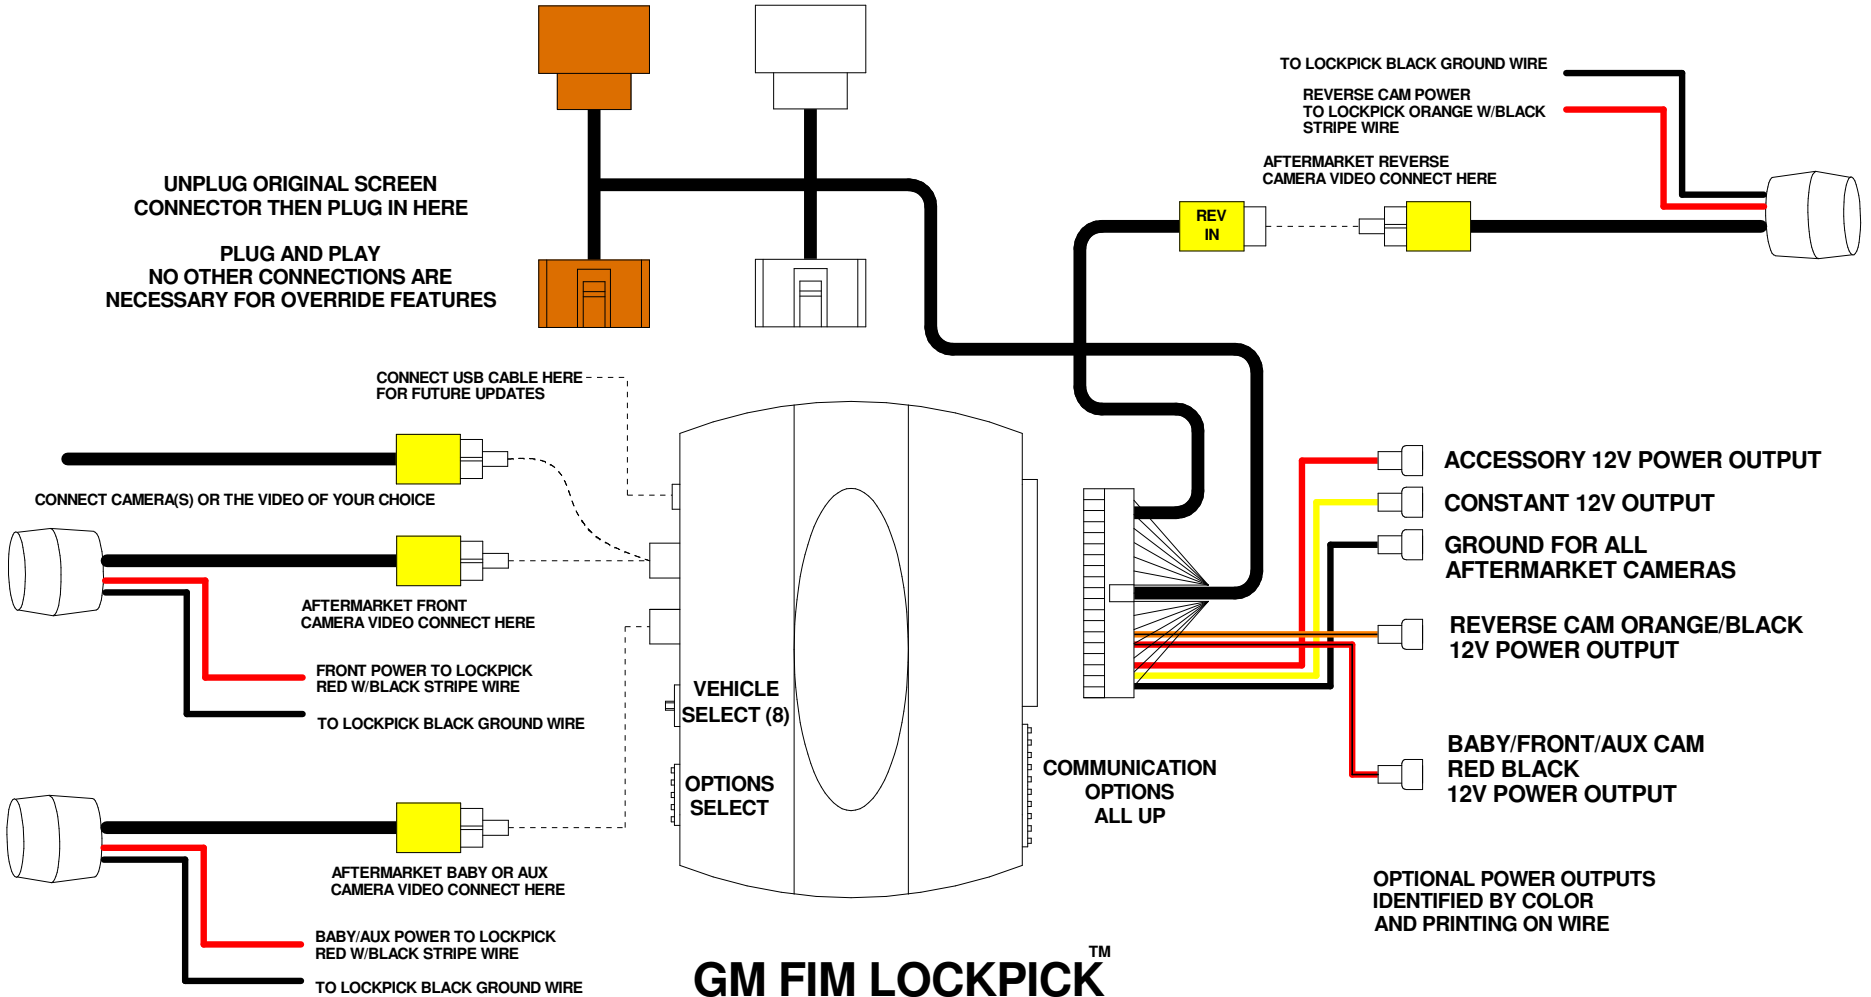 TO LOCKPICK BLACK GROUND WIRE
REVERSE CAM POWER
TO LOCKPICK ORANGE W/BLACK
STRIPE WIRE
AFTERMARKET REVERSE
CAMERA VIDEO CONNECT HERE
REV
IN
UNPLUG ORIGINAL SCREEN
CONNECTOR THEN PLUG IN HERE
PLUG AND PLAY
NO OTHER CONNECTIONS ARE
NECESSARY FOR OVERRIDE FEATURES
CONNECT USB CABLE HERE
FOR FUTURE UPDATES
CONNECT CAMERA(S) OR THE VIDEO OF YOUR CHOICE
AFTERMARKET FRONT
CAMERA VIDEO CONNECT HERE
FRONT POWER TO LOCKPICK
RED W/BLACK STRIPE WIRE
TO LOCKPICK BLACK GROUND WIRE
AFTERMARKET BABY OR AUX
CAMERA VIDEO CONNECT HERE
BABY/AUX POWER TO LOCKPICK
RED W/BLACK STRIPE WIRE
TO LOCKPICK BLACK GROUND WIRE
VEHICLE
SELECT (8)
OPTIONS
SELECT
COMMUNICATION
OPTIONS
ALL UP
ACCESSORY 12V POWER OUTPUT
CONSTANT 12V OUTPUT
GROUND FOR ALL
AFTERMARKET CAMERAS
REVERSE CAM ORANGE/BLACK
12V POWER OUTPUT
BABY/FRONT/AUX CAM
RED BLACK
12V POWER OUTPUT
OPTIONAL POWER OUTPUTS
IDENTIFIED BY COLOR
AND PRINTING ON WIRE
GM FIM LOCKPICK™